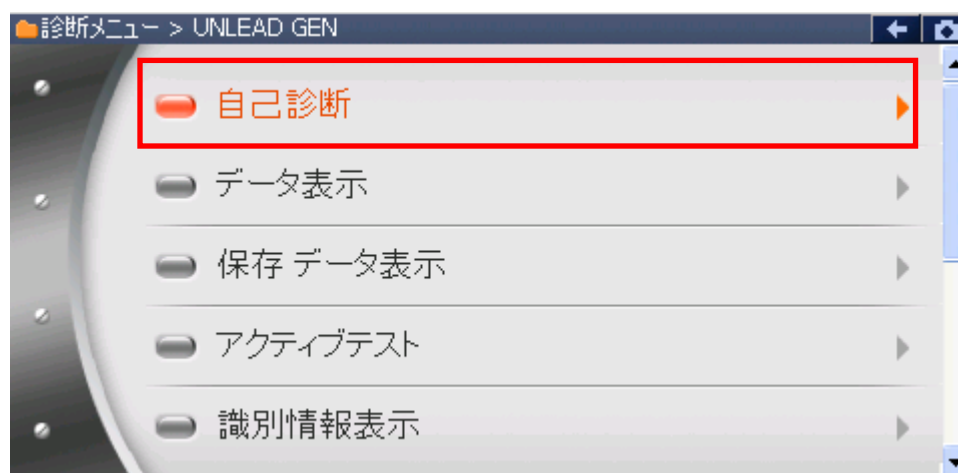 診断メニュー > UNLEAD GEN
自己診断
データ表示
保存 データ表示
アクティブテスト
識別情報表示